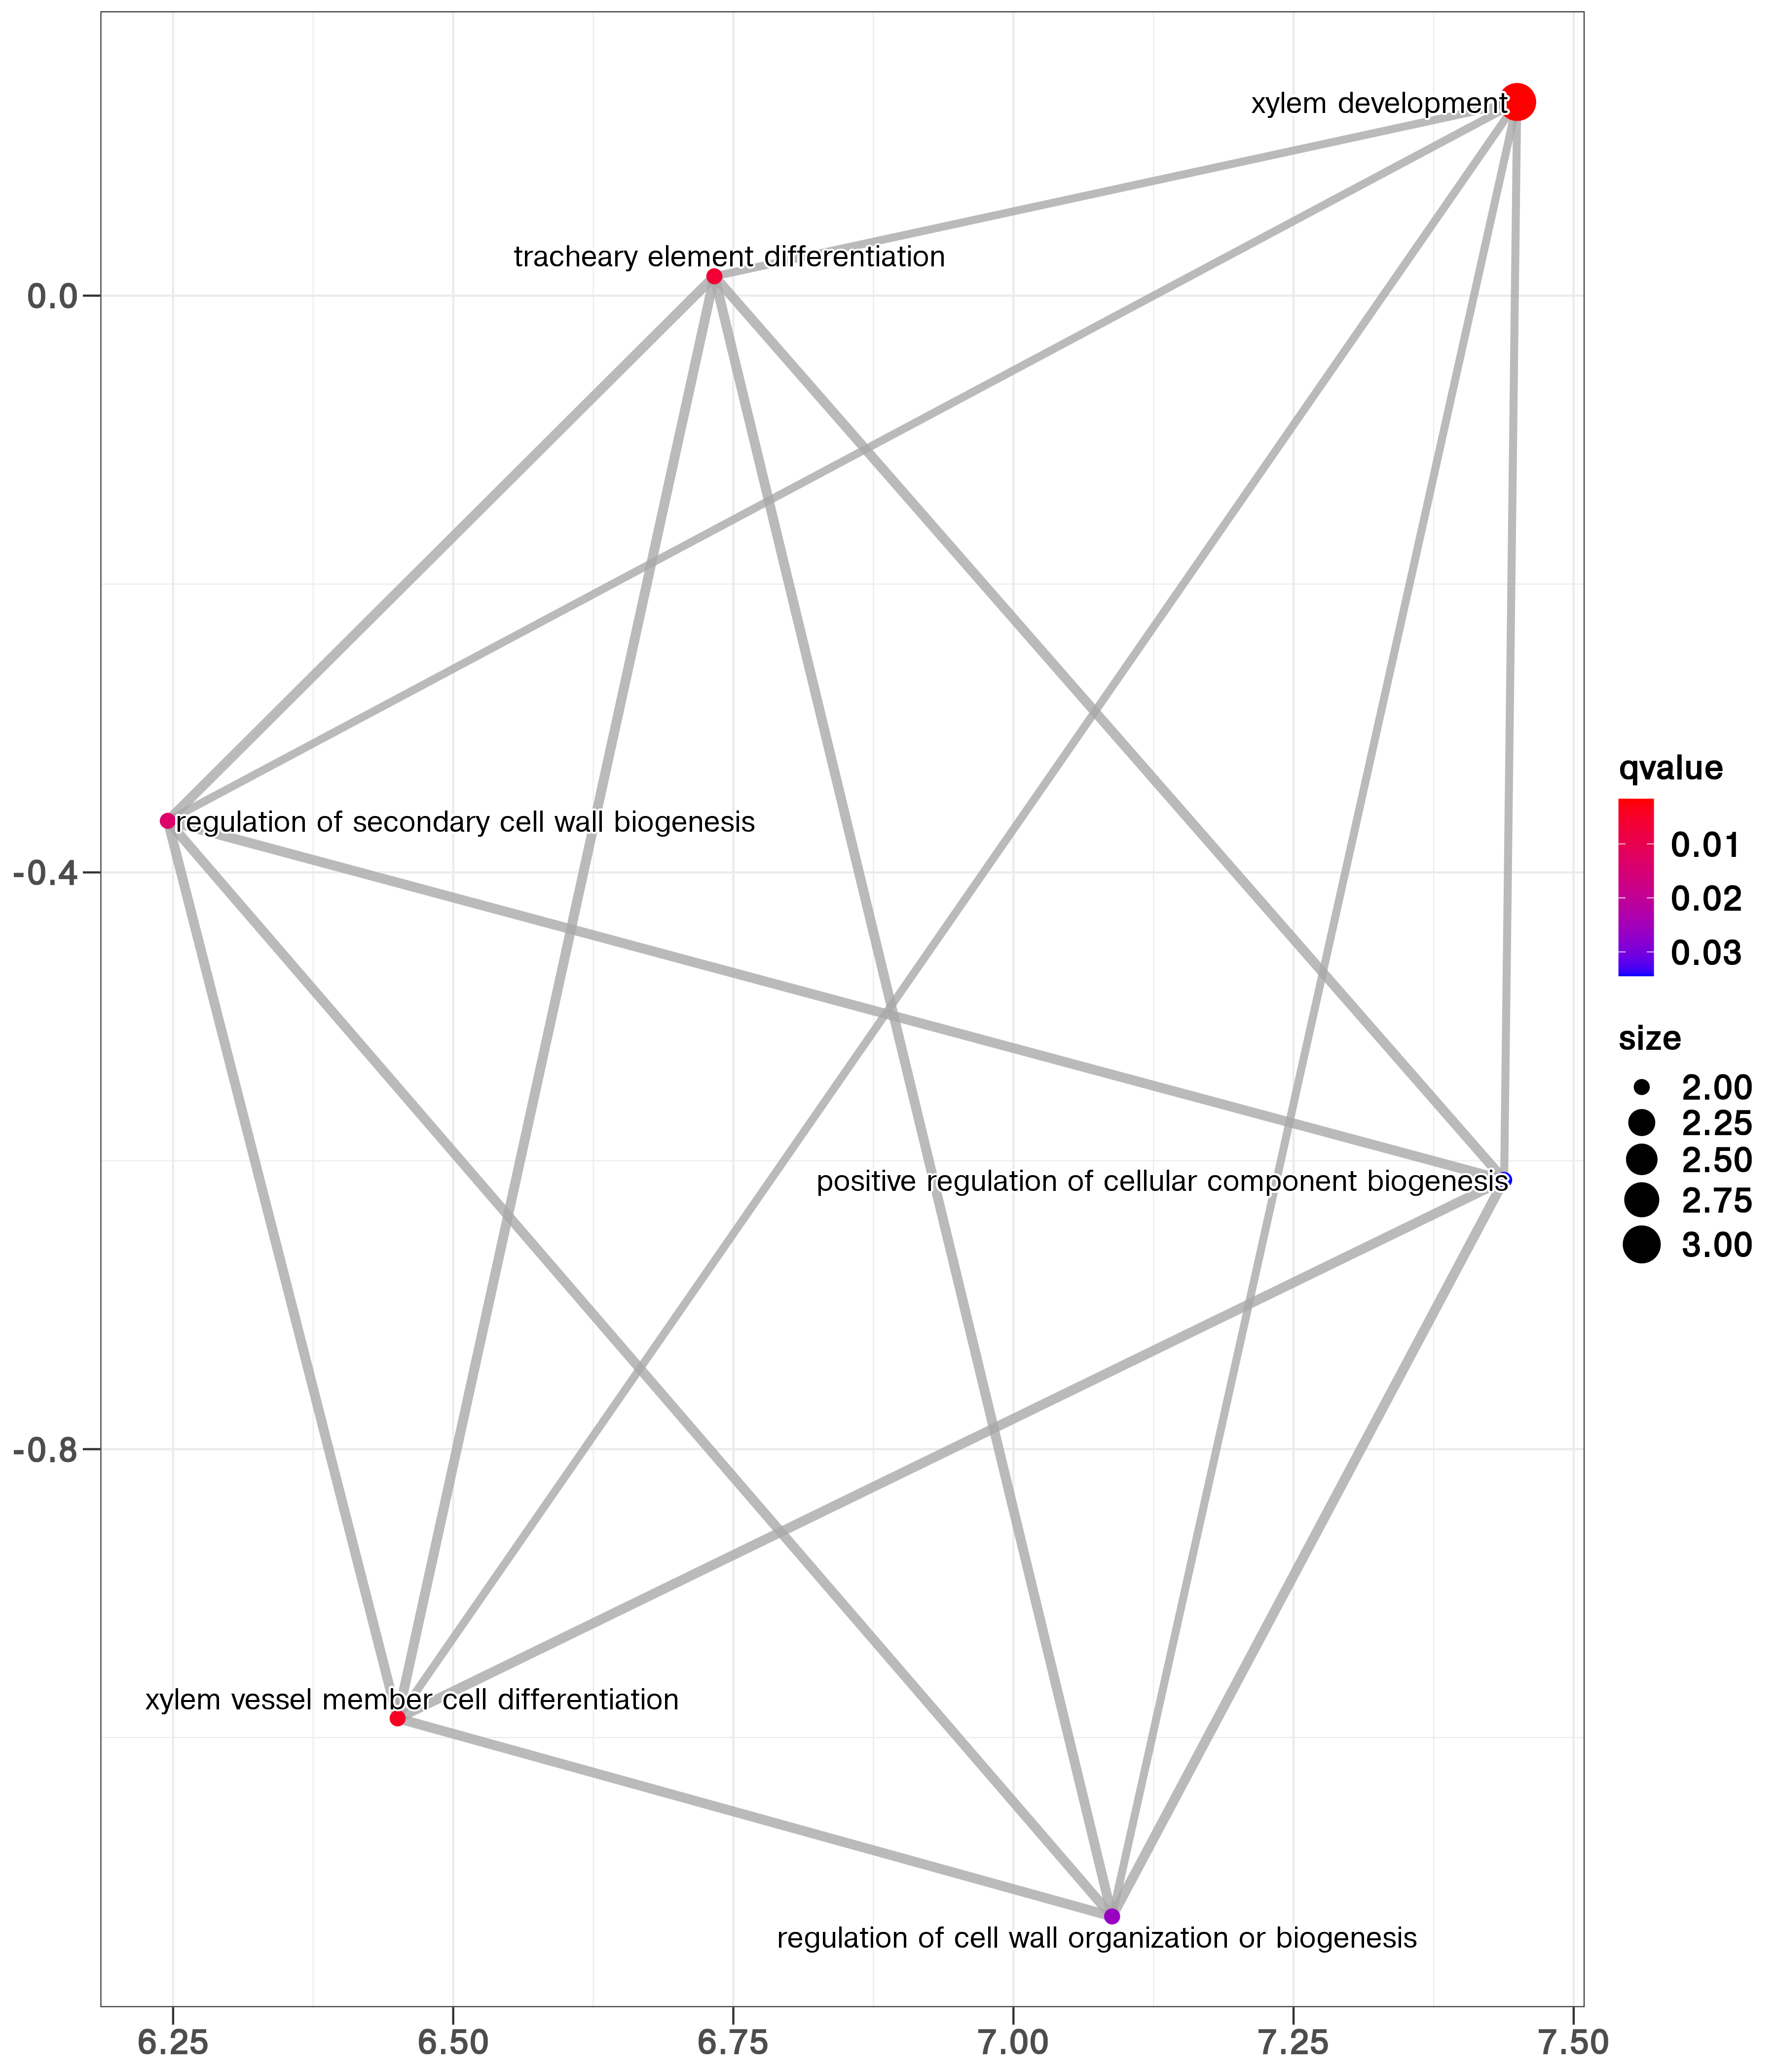 xylem development
tracheary element differentiation
0.0
regulation of secondary cell wall biogenesis
-0.4
positive regulation of cellular component biogenesis
-0.8
xylem vessel member cell differentiation
regulation of cell wall organization or biogenesis
6.25 6.50 6.75 7.00 7.25 7.50
qvalue
0.01
0.02
0.03
size
2.00
2.25
2.50
2.75
3.00